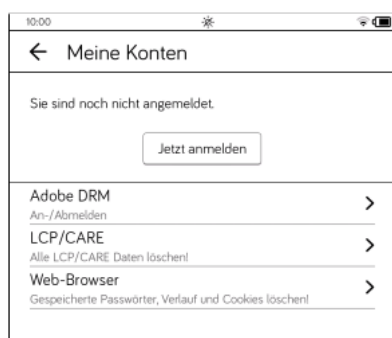 10:00
Meine Konten
Sie sind noch nicht angemeldet.
Jetzt anmelden
Adobe DRM
An-/Abmelden
LCP/CARE
Alle LCP/CARE Daten löschen!
Web-Browser
Gespeicherte Passwörter, Verlauf und Cookies löschen!